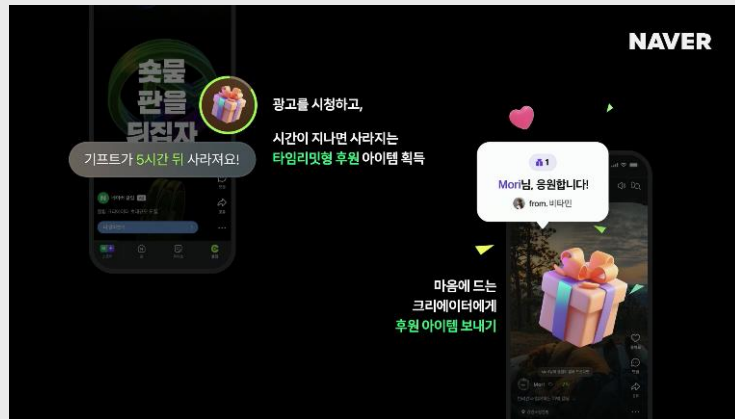 NAVER
숏뮾
판을
뒤집자
기프트가 5시간 뒤 사라져요!
광고를 시청하고,
시간이 지나면 사라지는
타임리밋형 후원 아이템 획득
1
Mori님, 응원합니다!
from. 비타민
마음에 드는
크리에이터에게
후원 아이템 보내기
Mori